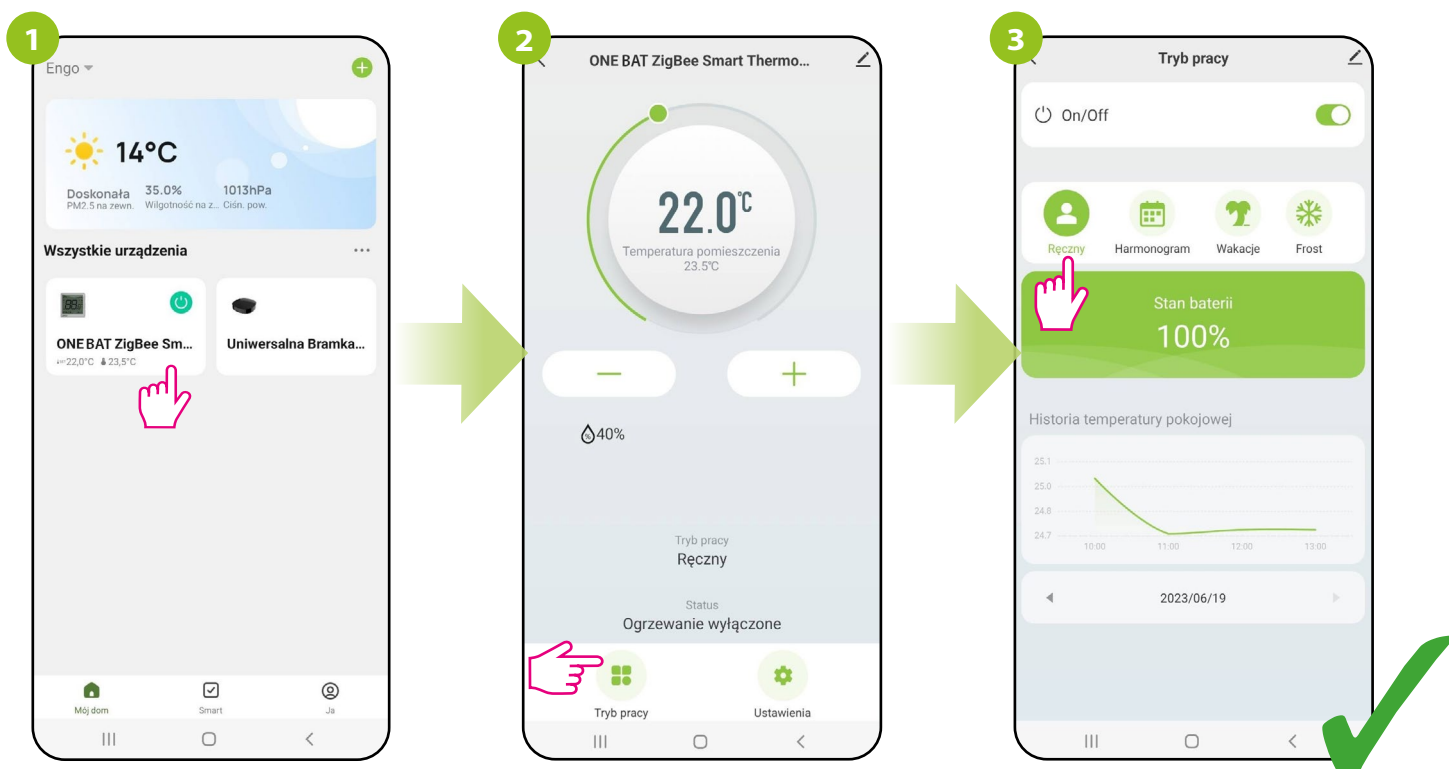 1
Engo
14°C
Doskonała 35.0% 1013hPa
PM2.5 na zewn. Wilgotność na z... Ciśn. pow.
Wszystkie urządzenia ...
ONE BAT ZigBee Sm...
22,0°C 23,5°C
Uniwersalna Bramka...
Mój dom Smart Ja
2
ONE BAT ZigBee Smart Thermo...
22.0°C
Temperatura pomieszczenia
23.5°C
40%
Tryb pracy
Ręczny
Status
Ogrzewanie wyłączone
Tryb pracy Ustawienia
3
Tryb pracy
On/Off
Ręczny Harmonogram Wakacje Frost
Stan baterii
100%
Historia temperatury pokojowej
25.1
25.0
24.8
24.7
10:00 11:00 12:00 13:00
2023/06/19